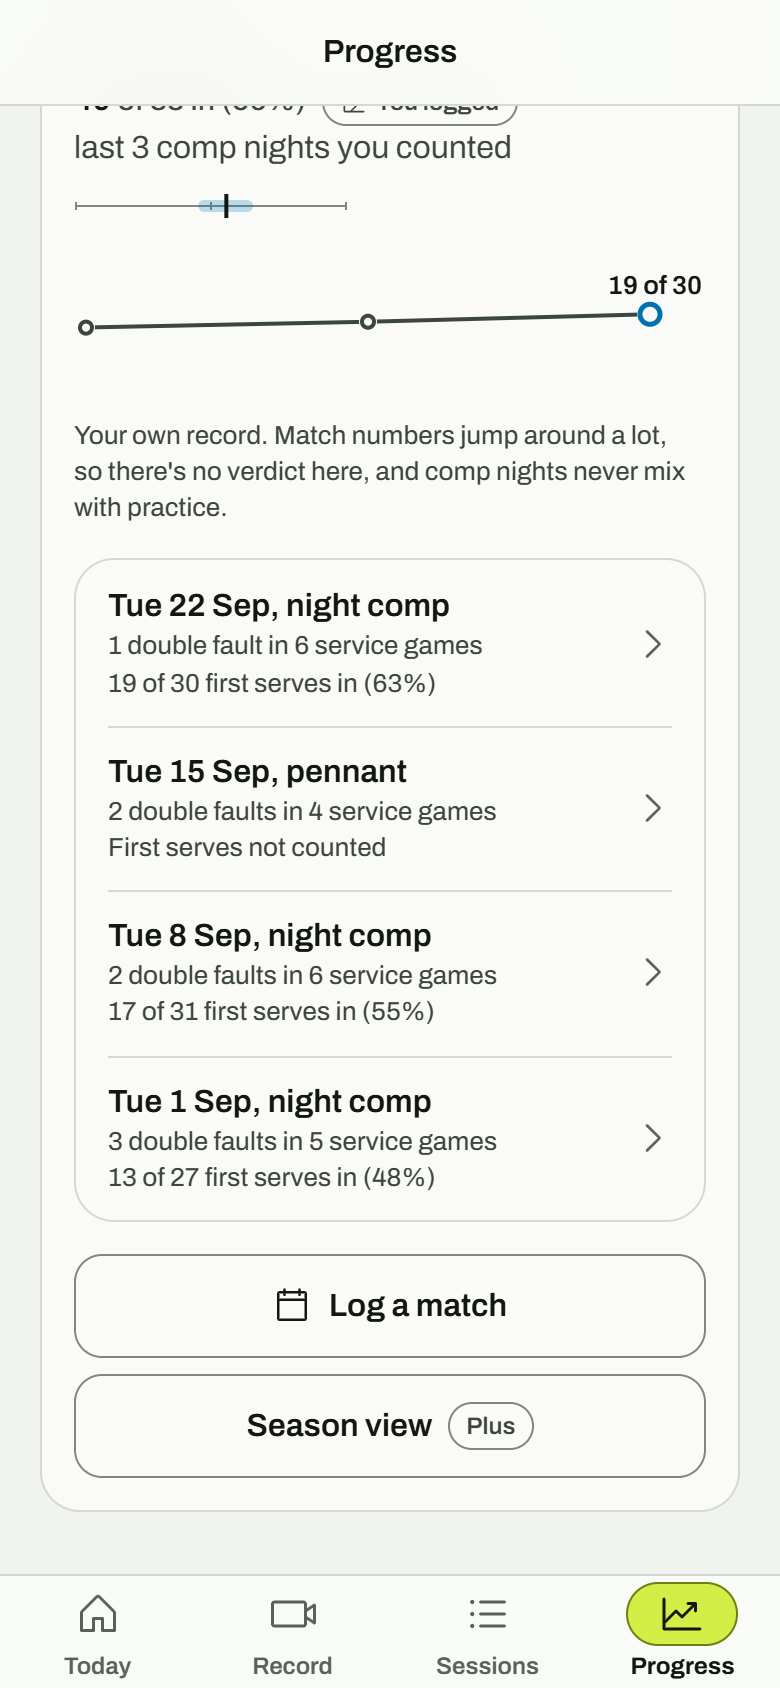 Progress
last 3 comp nights you counted
19 of 30
Your own record. Match numbers jump around a lot,
so there's no verdict here, and comp nights never mix
with practice.
Tue 22 Sep, night comp
1 double fault in 6 service games
19 of 30 first serves in (63%)
Tue 15 Sep, pennant
2 double faults in 4 service games
First serves not counted
Tue 8 Sep, night comp
2 double faults in 6 service games
17 of 31 first serves in (55%)
Tue 1 Sep, night comp
3 double faults in 5 service games
13 of 27 first serves in (48%)
Log a match
Season view Plus
Today
Record
Sessions
Progress